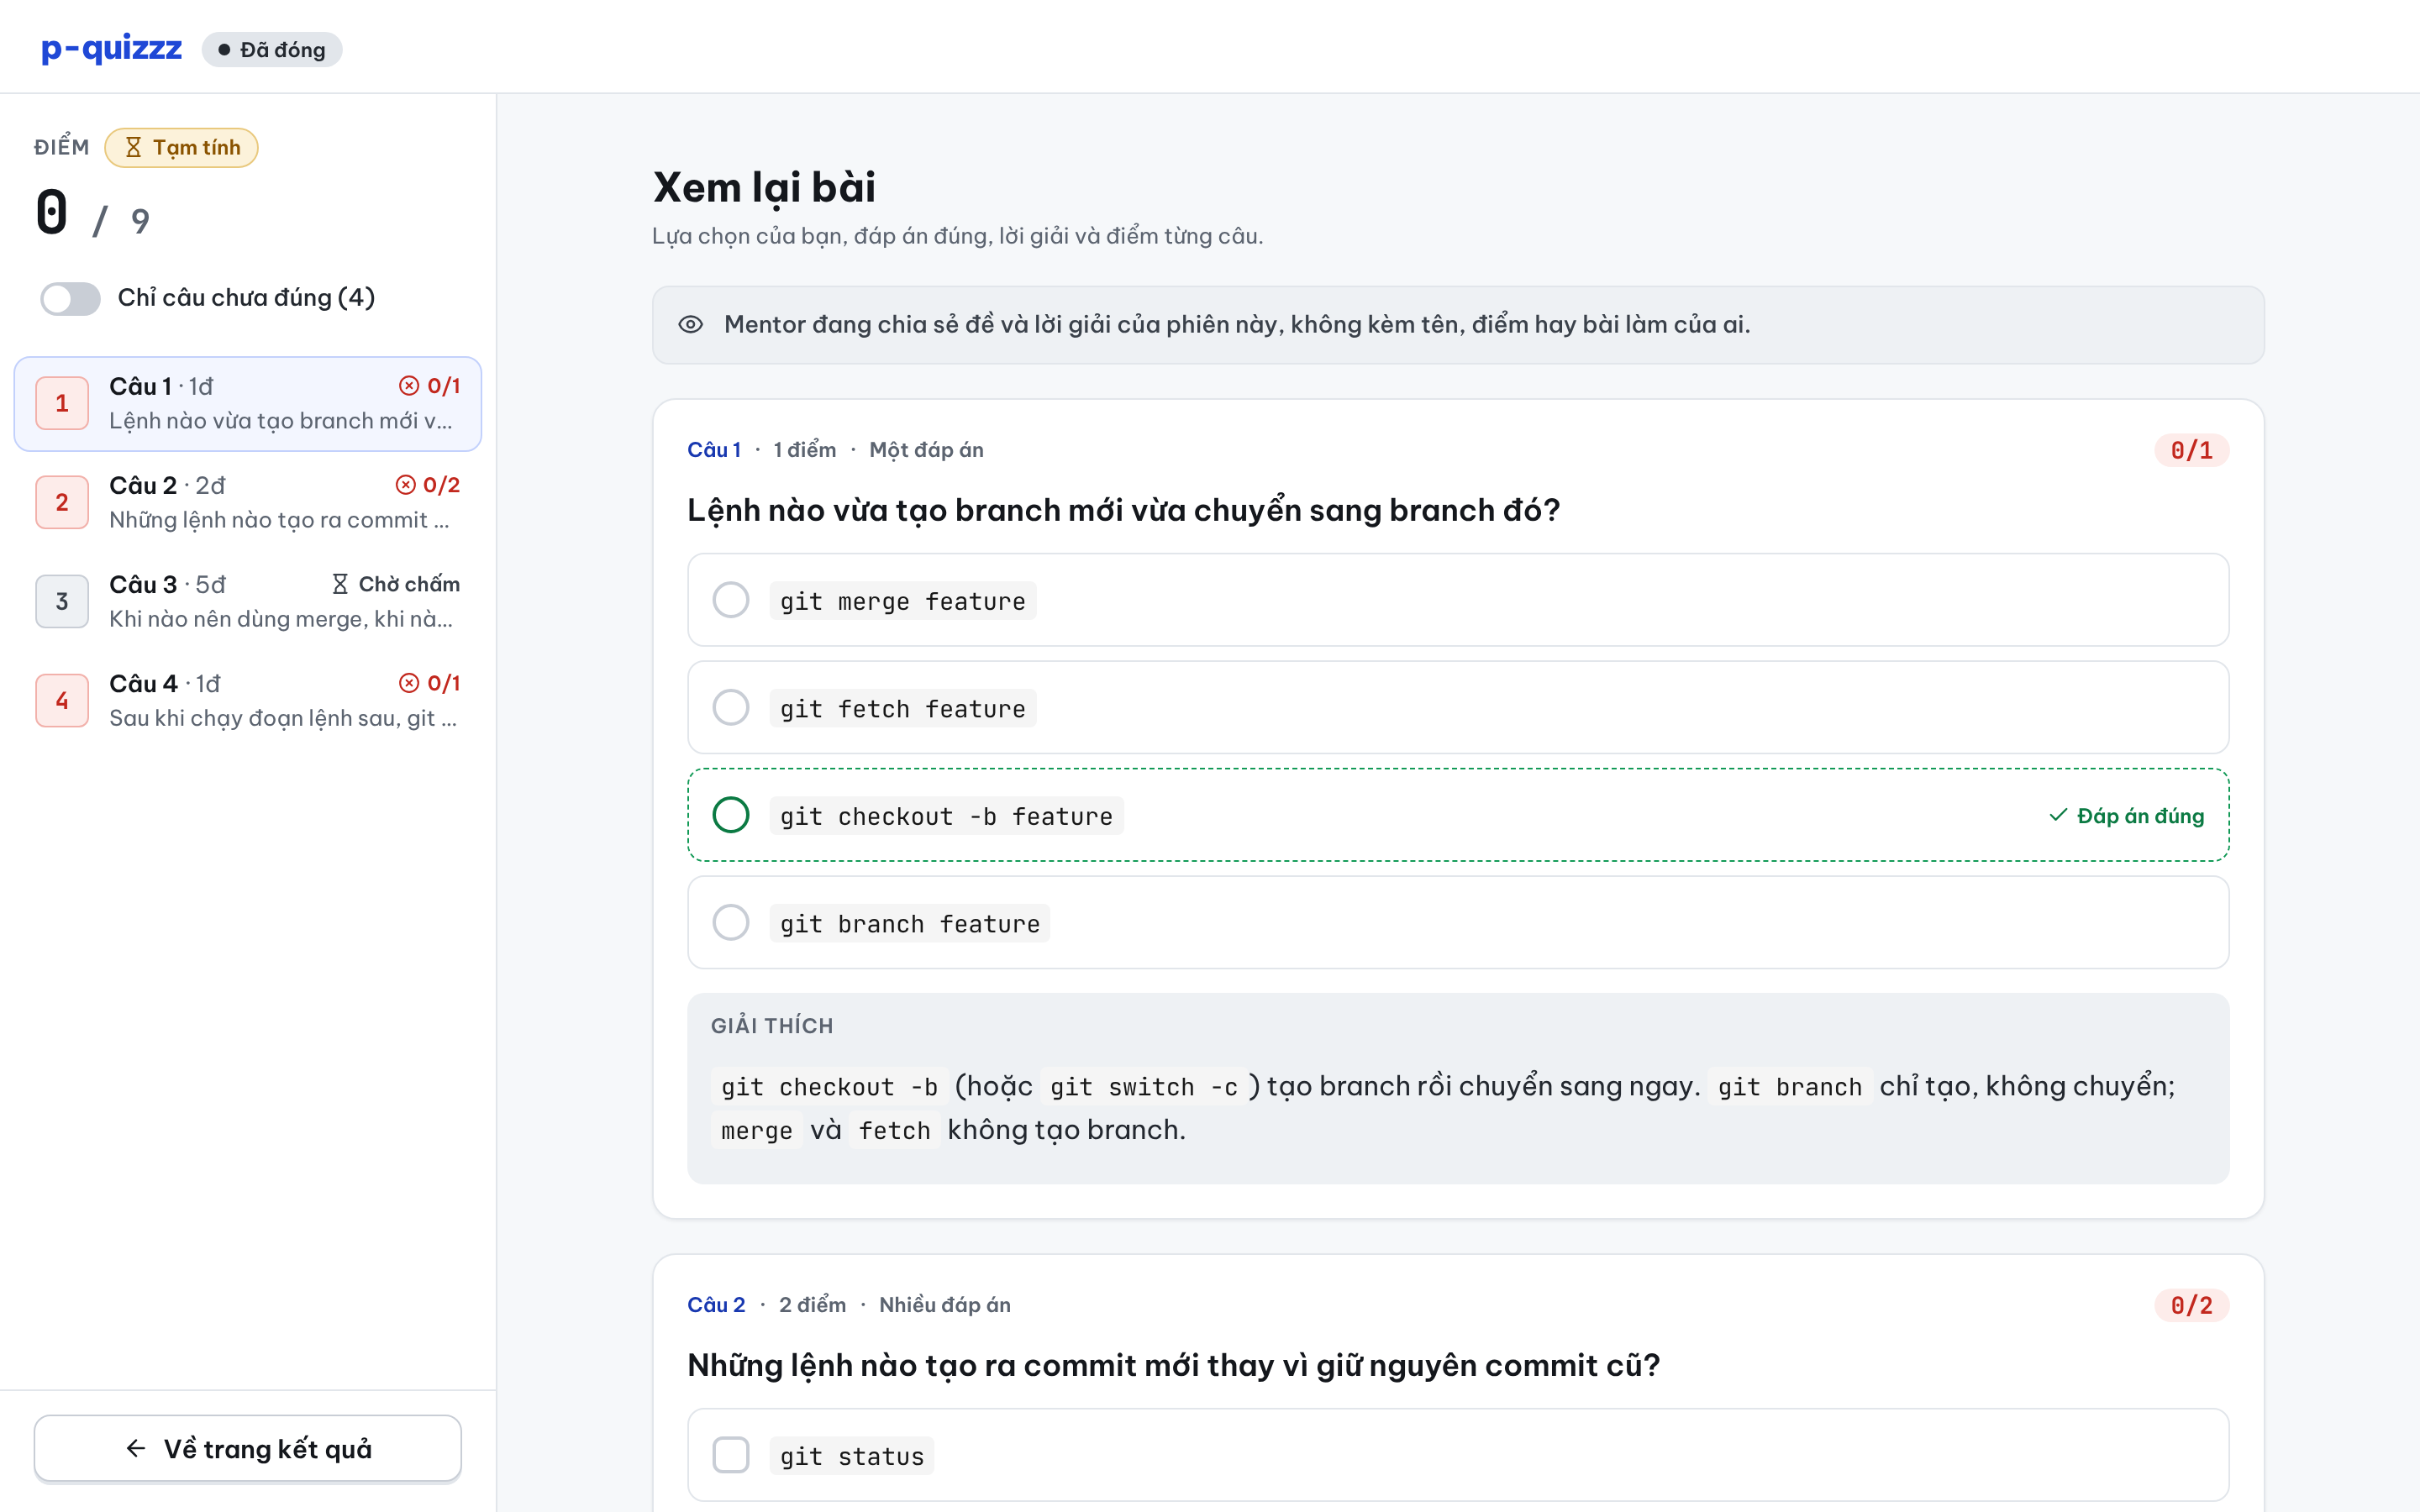 p-quizzz
Đã đóng
ĐIỂM
Tạm tính
0 / 9
Chỉ câu chưa đúng (4)
1
Câu 1 · 1đ
0/1
Lệnh nào vừa tạo branch mới v...
2
Câu 2 · 2đ
0/2
Những lệnh nào tạo ra commit ...
3
Câu 3 · 5đ
Chờ chấm
Khi nào nên dùng merge, khi nà...
4
Câu 4 · 1đ
0/1
Sau khi chạy đoạn lệnh sau, git ...
Về trang kết quả
Xem lại bài
Lựa chọn của bạn, đáp án đúng, lời giải và điểm từng câu.
Mentor đang chia sẻ đề và lời giải của phiên này, không kèm tên, điểm hay bài làm của ai.
Câu 1 · 1 điểm · Một đáp án
0/1
Lệnh nào vừa tạo branch mới vừa chuyển sang branch đó?
git merge feature
git fetch feature
git checkout -b feature
Đáp án đúng
git branch feature
GIẢI THÍCH
git checkout -b (hoặc git switch -c) tạo branch rồi chuyển sang ngay. git branch chỉ tạo, không chuyển;
merge và fetch không tạo branch.
Câu 2 · 2 điểm · Nhiều đáp án
0/2
Những lệnh nào tạo ra commit mới thay vì giữ nguyên commit cũ?
git status